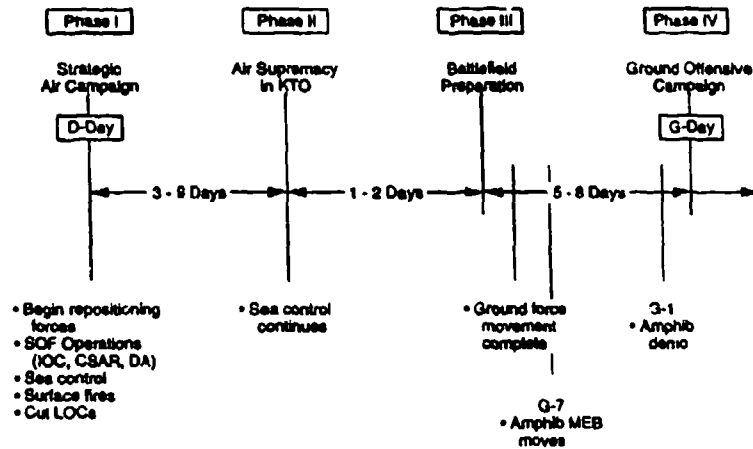 Phase I
Phase II
Phase III
Phase IV
Strategic
Air Campaign
Air Supremacy
in KTO
Battlefield
Preparation
Ground Offensive
Campaign
D-Day
G-Day
3 - 9 Days
1 - 2 Days
5 - 8 Days
• Begin repositioning
forces
• SOF Operations
(IOC, CSAR, DA)
• Sea control
• Surface fires
• Cut LOCs
• Sea control
continues
• Ground force
movement
complete
G-1
• Amphib
demo
G-7
• Amphib MEB
moves